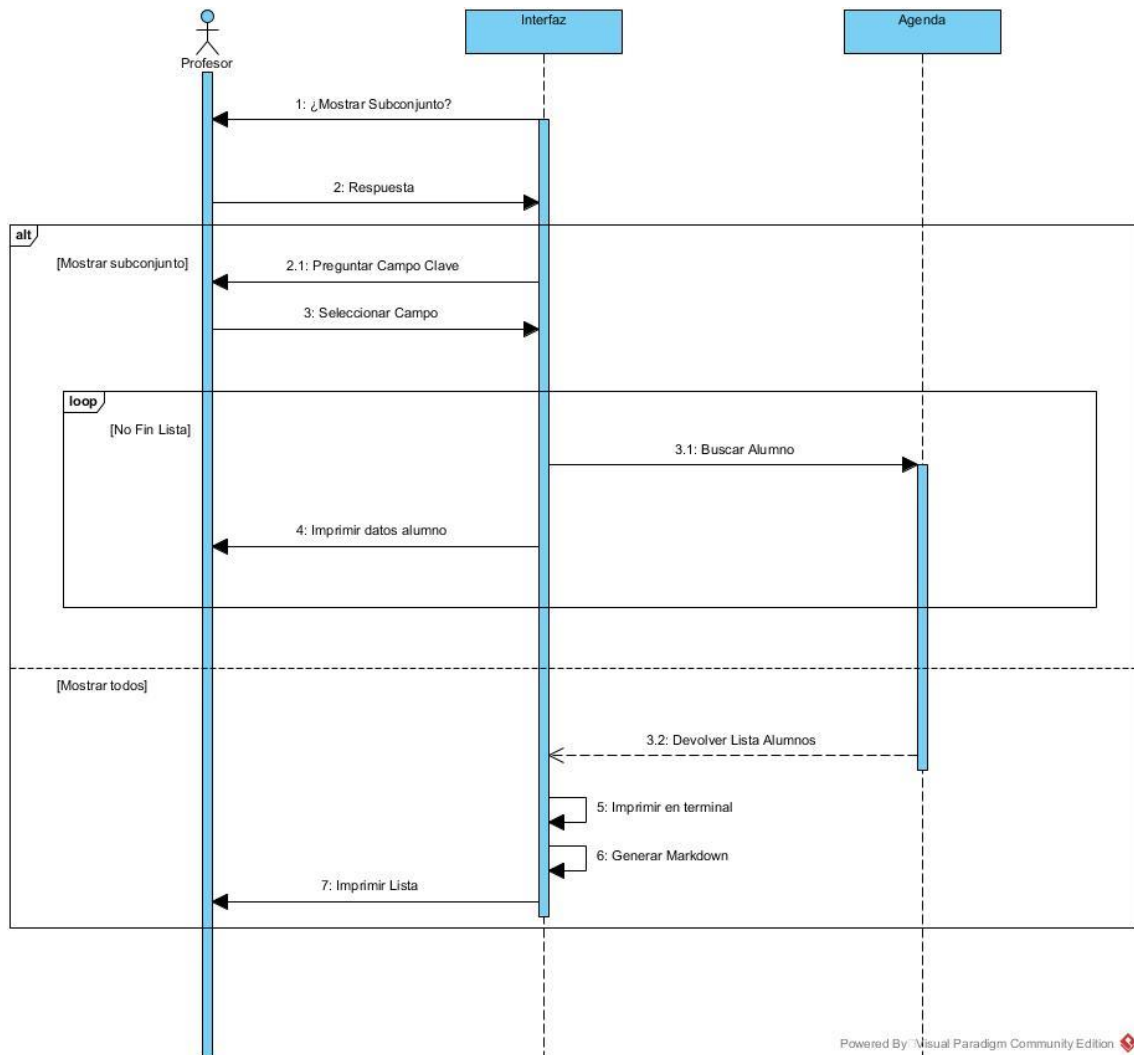 Interfaz
Agenda
Profesor
1: ¿Mostrar Subconjunto?
2: Respuesta
alt
[Mostrar subconjunto]
2.1: Preguntar Campo Clave
3: Seleccionar Campo
loop
[No Fin Lista]
3.1: Buscar Alumno
4: Imprimir datos alumno
[Mostrar todos]
3.2: Devolver Lista Alumnos
5: Imprimir en terminal
6: Generar Markdown
7: Imprimir Lista
Powered By Visual Paradigm Community Edition